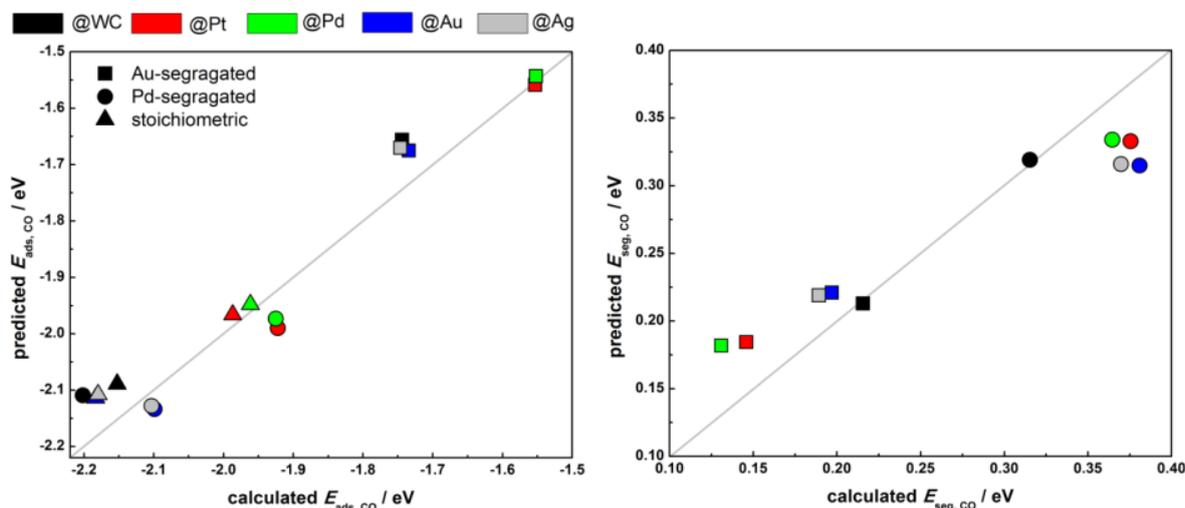 @WC @Pt @Pd @Au @Ag
-1.5
-1.6
-1.7
-1.8
-1.9
-2.0
-2.1
-2.2
predicted Eads, CO / eV
Au-segragated
Pd-segragated
stoichiometric
-2.2 -2.1 -2.0 -1.9 -1.8 -1.7 -1.6 -1.5
calculated Eads, CO / eV
0.40
0.35
0.30
0.25
0.20
0.15
0.10
predicted Eseg, CO / eV
0.10 0.15 0.20 0.25 0.30 0.35 0.40
calculated Eseg, CO / eV